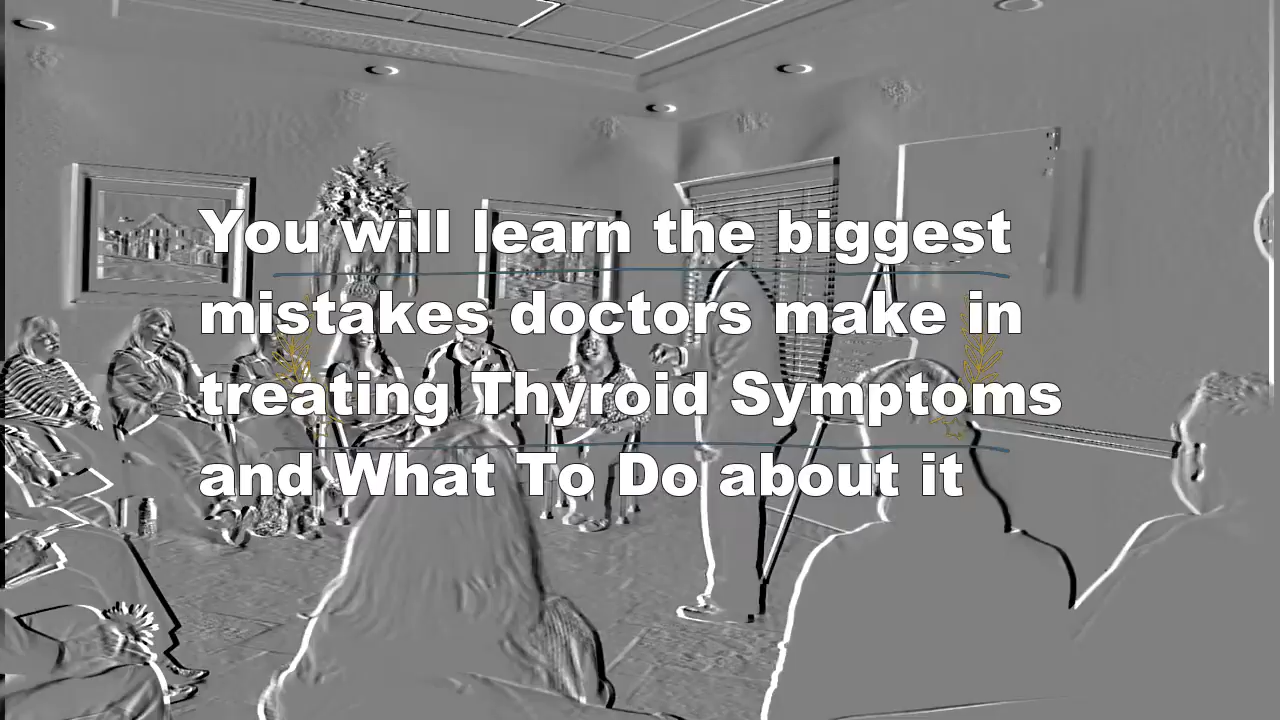 You will learn the biggest
mistakes doctors make in
treating Thyroid Symptoms
and What To Do about it